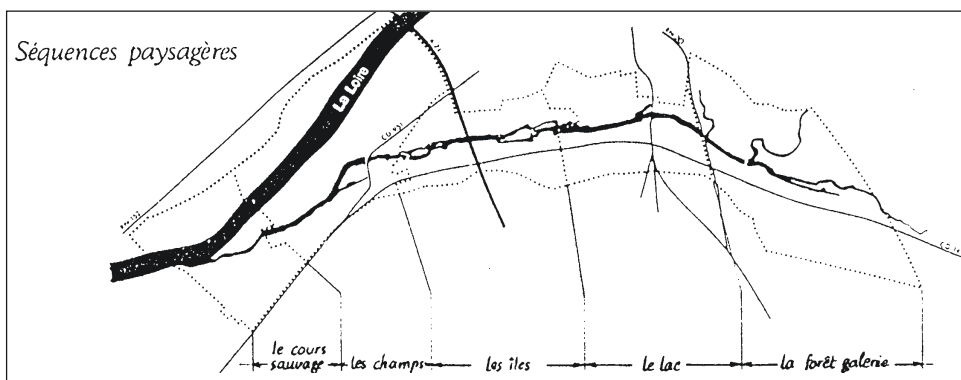 Séquences paysagères
La Loire
le cours
sauvage
les champs
les îles
le lac
la forêt galerie